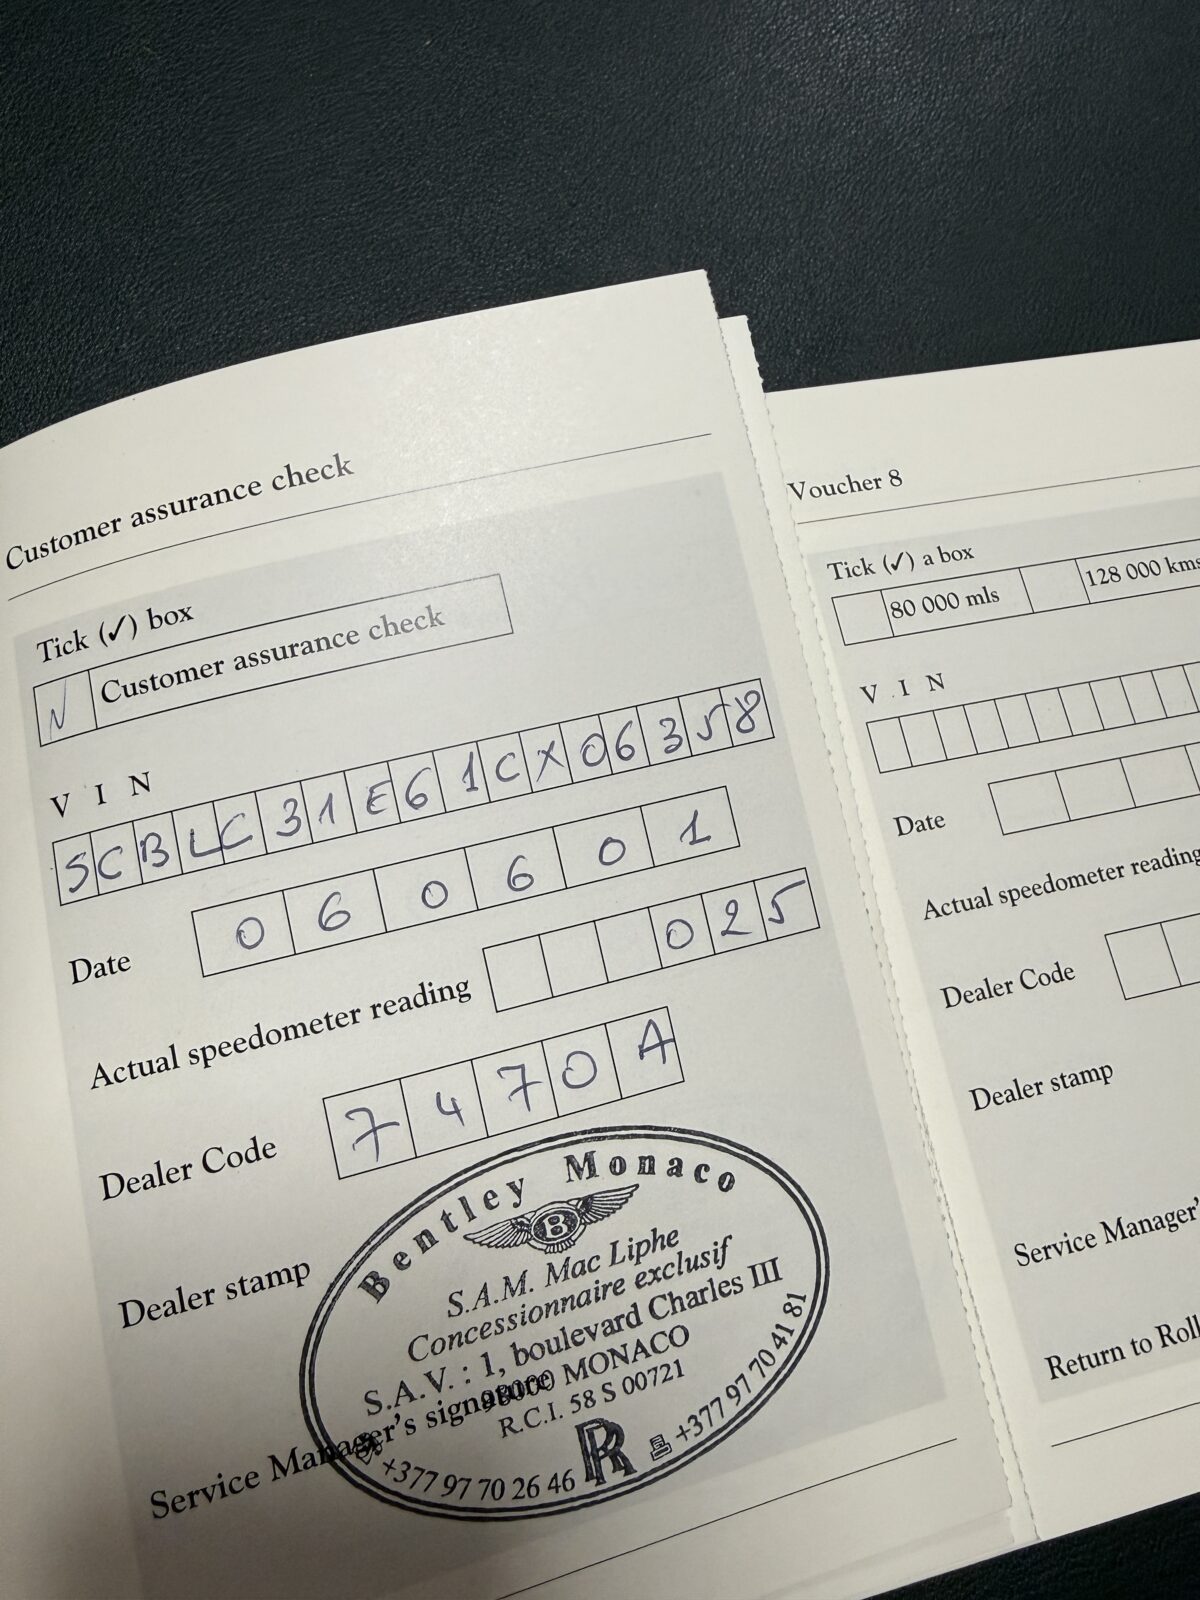 Customer assurance check
Tick (✓) box
✓ Customer assurance check
V I N
SCBLC31E61CX06358
Date 060601
Actual speedometer reading 025
Dealer Code 7470A
Dealer stamp
Bentley Monaco
B
S.A.M. Mac Liphe
Concessionnaire exclusif
S.A.V. : 1, boulevard Charles III
98000 MONACO
R.C.I. 58 S 00721
+377 97 70 26 46
RR
+377 97 70 41 81
Service Manager's signature
Voucher 8
Tick (✓) a box
80 000 mls
128 000 kms
V I N
Date
Actual speedometer reading
Dealer Code
Dealer stamp
Service Manager'
Return to Roll